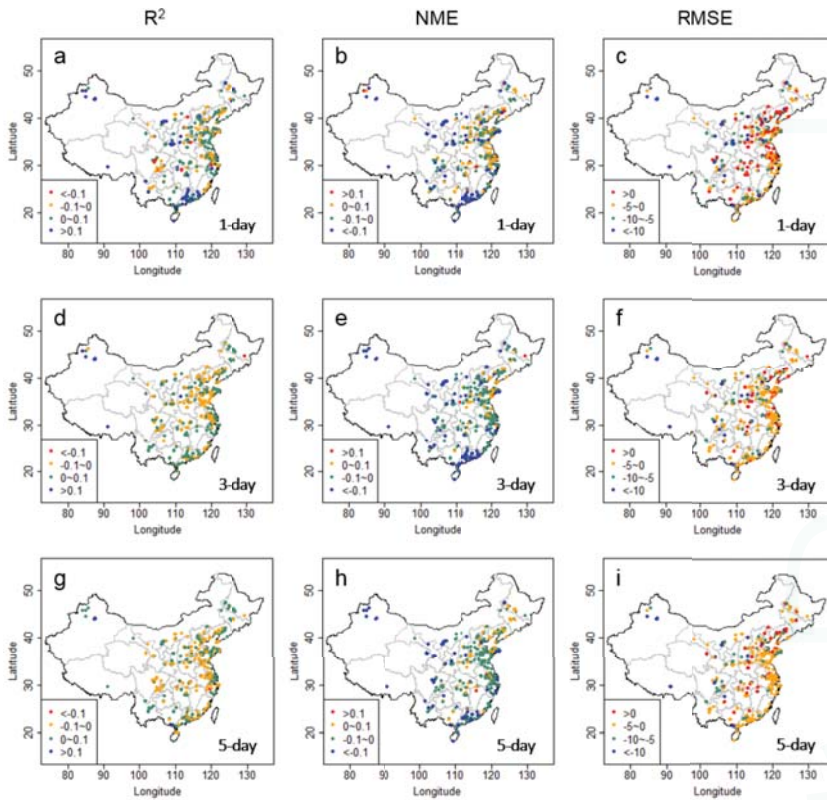 R²
NME
RMSE
a
b
c
Latitude
50
40
30
20
<-0.1
-0.1~0
0~0.1
>0.1
1-day
80 90 100 110 120 130
Longitude
Latitude
50
40
30
20
>0.1
0~0.1
-0.1~0
<-0.1
1-day
80 90 100 110 120 130
Longitude
Latitude
50
40
30
20
>0
-5~0
-10~-5
<-10
1-day
80 90 100 110 120 130
Longitude
d
e
f
Latitude
50
40
30
20
<-0.1
-0.1~0
0~0.1
>0.1
3-day
80 90 100 110 120 130
Longitude
Latitude
50
40
30
20
>0.1
0~0.1
-0.1~0
<-0.1
3-day
80 90 100 110 120 130
Longitude
Latitude
50
40
30
20
>0
-5~0
-10~-5
<-10
3-day
80 90 100 110 120 130
Longitude
g
h
i
Latitude
50
40
30
20
<-0.1
-0.1~0
0~0.1
>0.1
5-day
80 90 100 110 120 130
Longitude
Latitude
50
40
30
20
>0.1
0~0.1
-0.1~0
<-0.1
5-day
80 90 100 110 120 130
Longitude
Latitude
50
40
30
20
>0
-5~0
-10~-5
<-10
5-day
80 90 100 110 120 130
Longitude